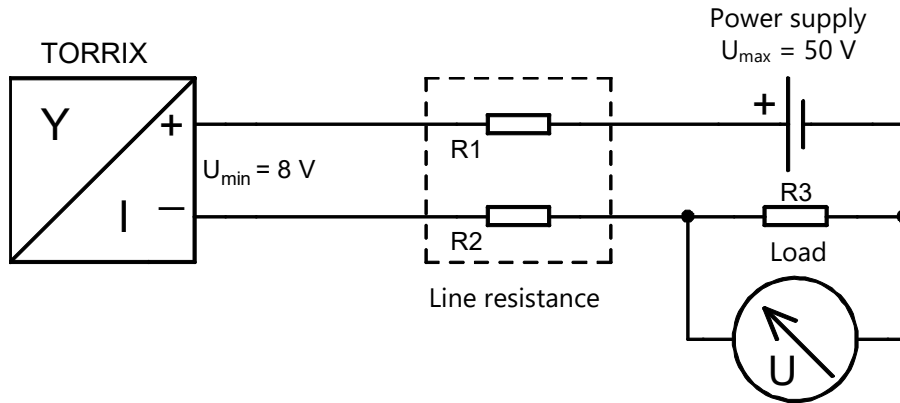 Power supply
Umax = 50 V
TORRIX
Y
+
+
R1
Umin = 8 V
I
–
R2
R3
Load
Line resistance
U